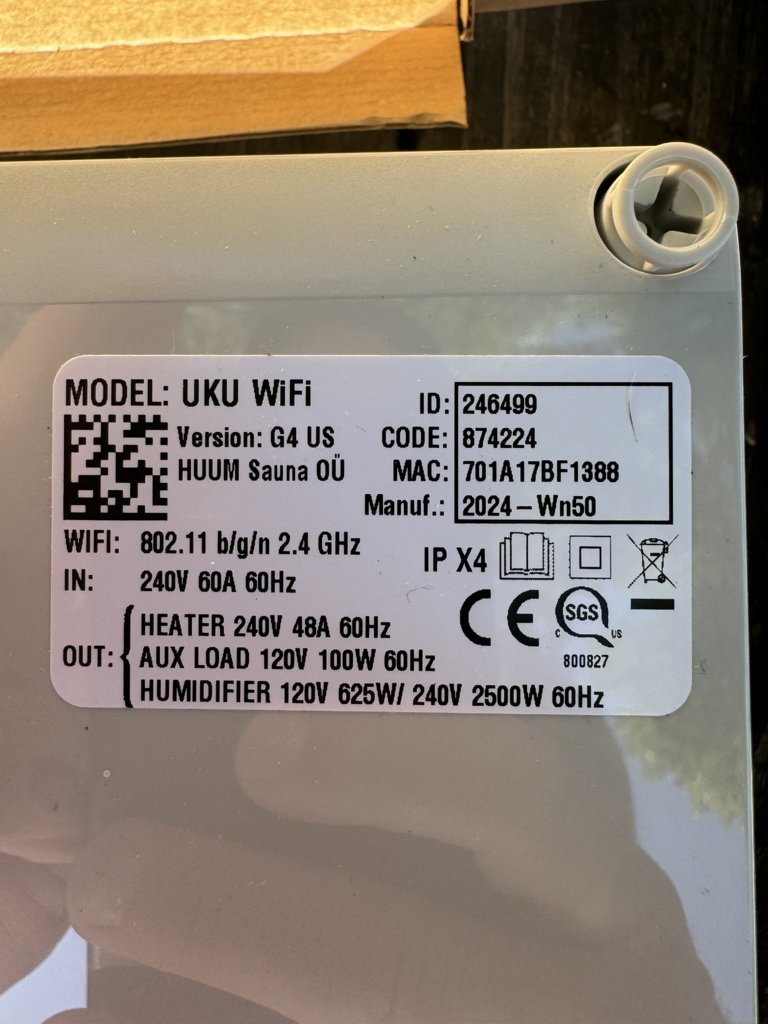 MODEL: UKU WiFi
Version: G4 US
HUUM Sauna OÜ
ID: 246499
CODE: 874224
MAC: 701A17BF1388
Manuf.: 2024-Wn50
WIFI: 802.11 b/g/n 2.4 GHz
IN: 240V 60A 60Hz
OUT: HEATER 240V 48A 60Hz
AUX LOAD 120V 100W 60Hz
HUMIDIFIER 120V 625W/ 240V 2500W 60Hz
IP X4
CE
SGS
C US
800827